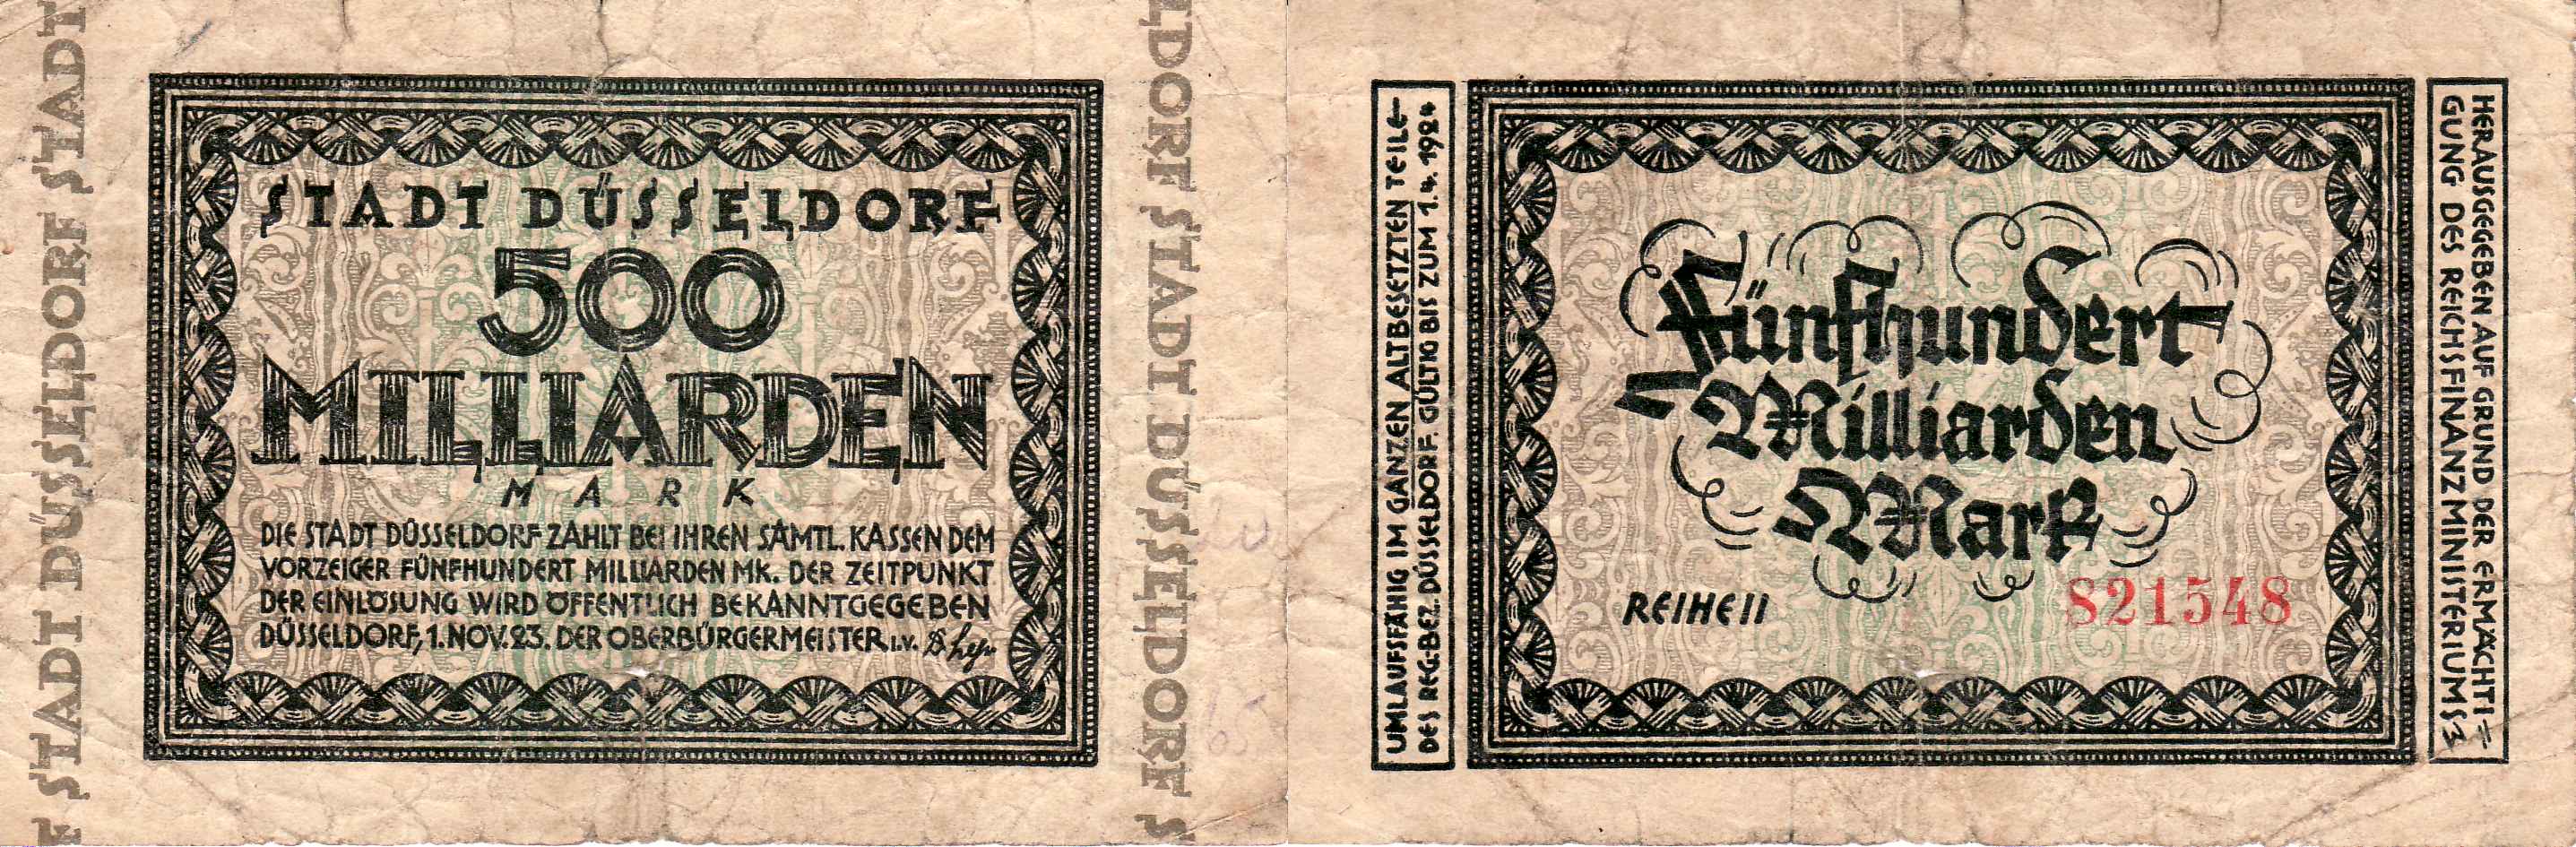 STADT DÜSSELDORF STADT
STADT DÜSSELDORF
500
MILLIARDEN
MARK
DIE STADT DÜSSELDORF ZAHLT BEI IHREN SÄMTL. KASSEN DEM
VORZEIGER FÜNFHUNDERT MILLIARDEN MK. DER ZEITPUNKT
DER EINLÖSUNG WIRD ÖFFENTLICH BEKANNTGEGEBEN
DÜSSELDORF, 1. NOV. 23. DER OBERBÜRGERMEISTER I.V.
LDORF STADT DÜSSELDORF S
UMLAUFSFÄHIG IM GANZEN ALTBESETZTEN TEILE
DES REG.-BEZ. DÜSSELDORF. GÜLTIG BIS ZUM 1.4.1924
Fünfhundert
Milliarden
Mark
REIHE II
821548
HERAUSGEGEBEN AUF GRUND DER ERMÄCHTI=
GUNG DES REICHSFINANZMINISTERIUMS